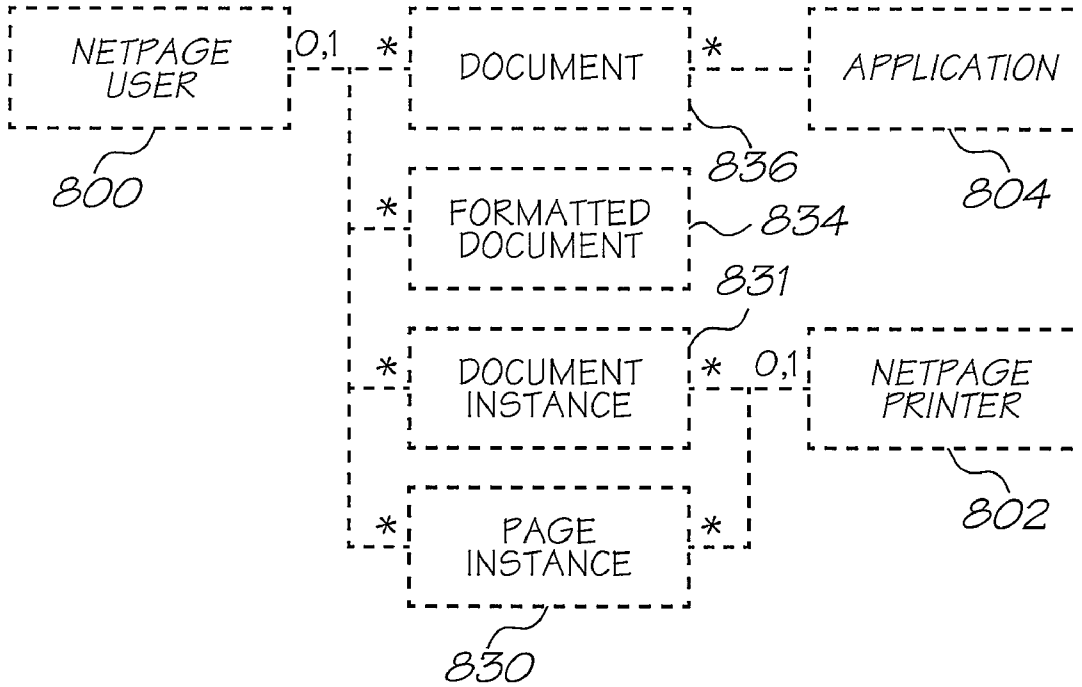 NETPAGE
USER
0,1
*
DOCUMENT
*
APPLICATION
800
836
804
*
FORMATTED
DOCUMENT
834
831
*
DOCUMENT
INSTANCE
*
0,1
NETPAGE
PRINTER
802
*
PAGE
INSTANCE
*
830